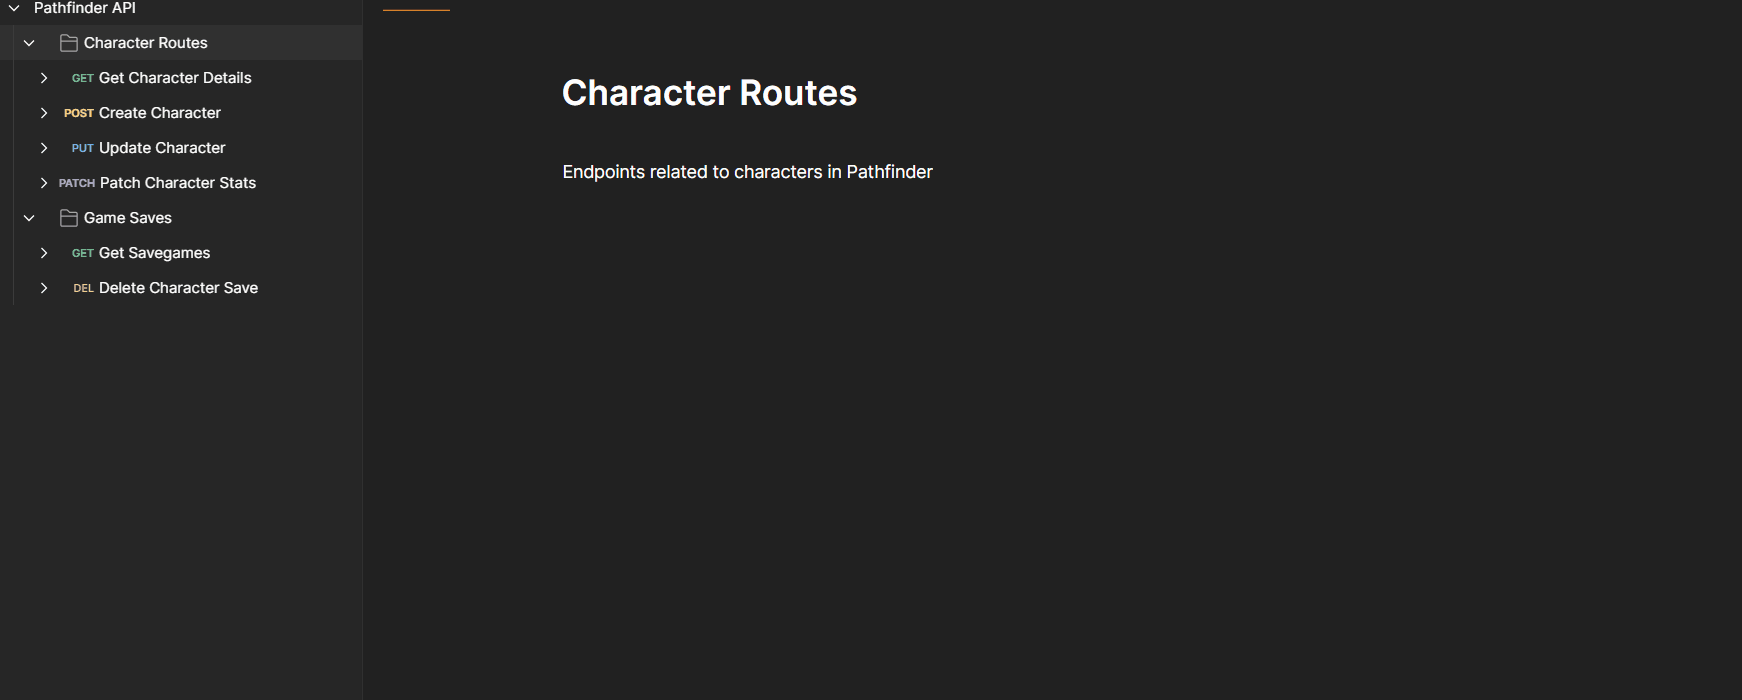 Pathfinder API
Character Routes
GET Get Character Details
POST Create Character
PUT Update Character
PATCH Patch Character Stats
Game Saves
GET Get Savegames
DEL Delete Character Save
Character Routes
Endpoints related to characters in Pathfinder